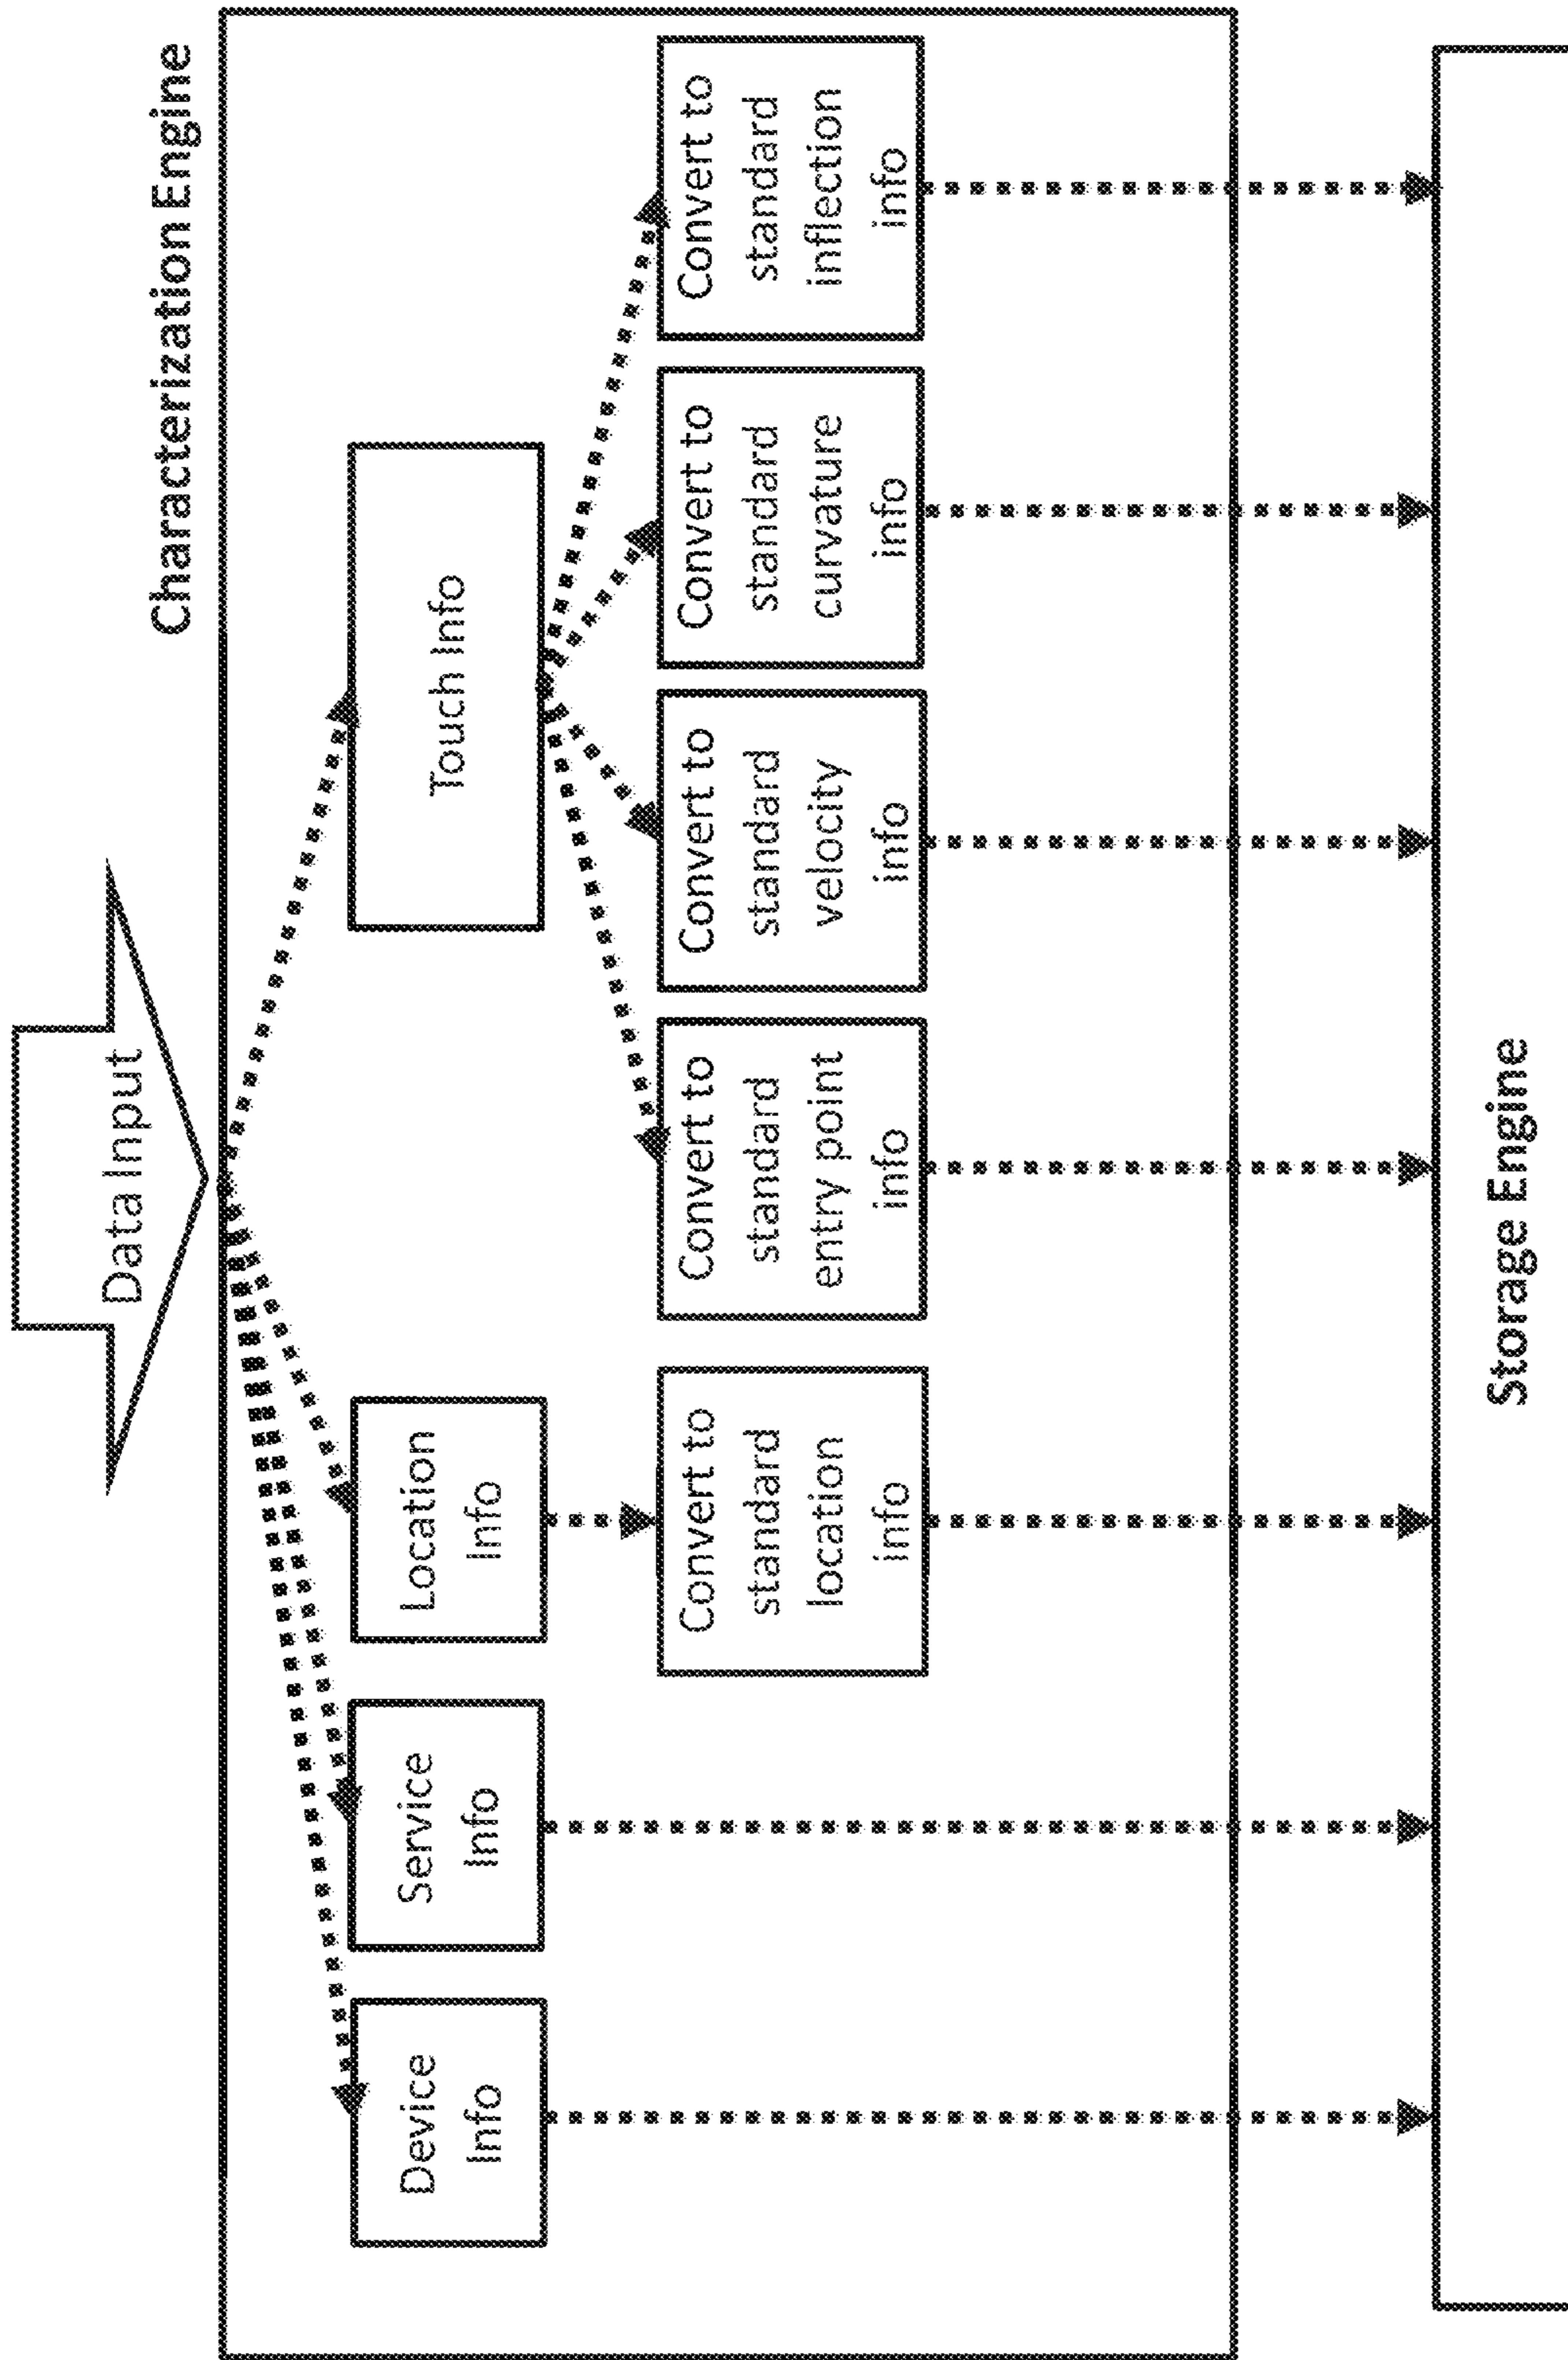 Data Input
Characterization Engine
Device
Info
Service
Info
Location
Info
Touch Info
Convert to
standard
location
info
Convert to
standard
entry point
info
Convert to
standard
velocity
info
Convert to
standard
curvature
info
Convert to
standard
inflection
info
Storage Engine